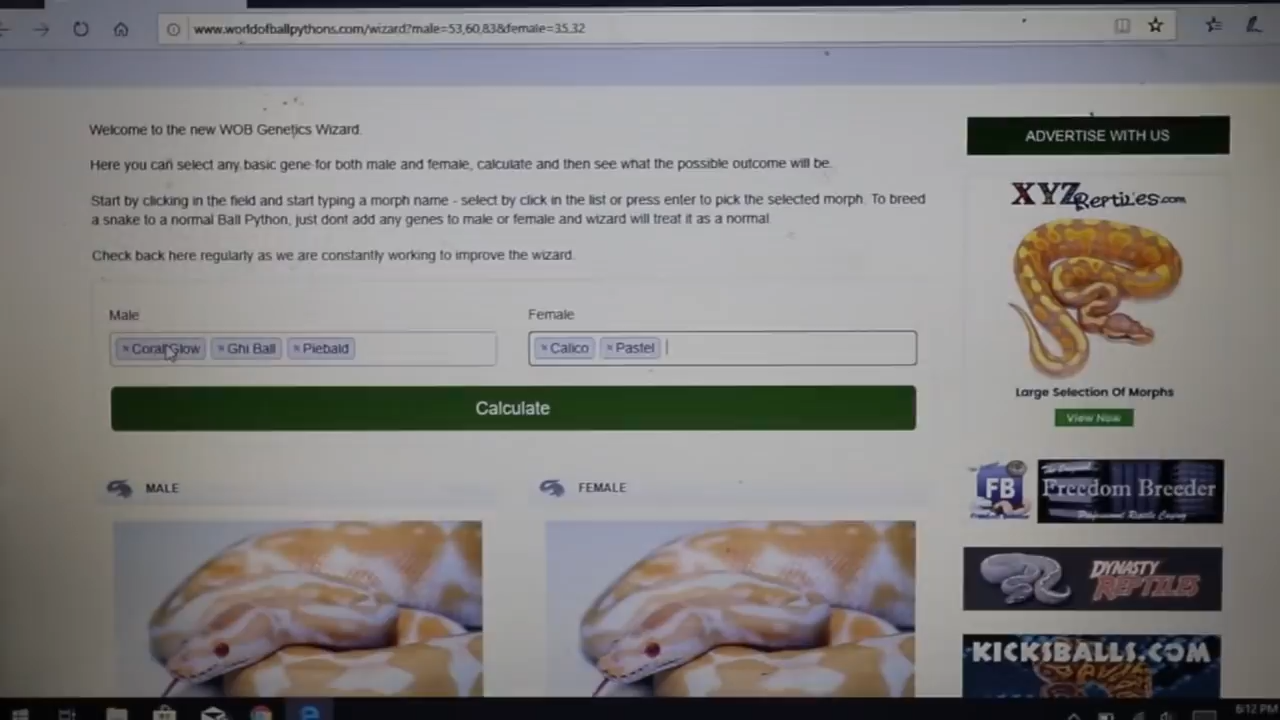 www.worldofballpythons.com/wizard?male=53,60,83&female=35,32
Welcome to the new WOB Genetics Wizard.
Here you can select any basic gene for both male and female, calculate and then see what the possible outcome will be.
Start by clicking in the field and start typing a morph name - select by click in the list or press enter to pick the selected morph. To breed
a snake to a normal Ball Python, just dont add any genes to male or female and wizard will treat it as a normal
Check back here regularly as we are constantly working to improve the wizard.
Male
Female
× Coral Glow × Ghi Ball × Piebald
× Calico × Pastel
Calculate
MALE
FEMALE
ADVERTISE WITH US
XYZReptiles.com
Large Selection Of Morphs
View Now
FB
Freedom Breeder
DYNASTY
REPTILES
KICKSBALLS.COM
6:12 PM